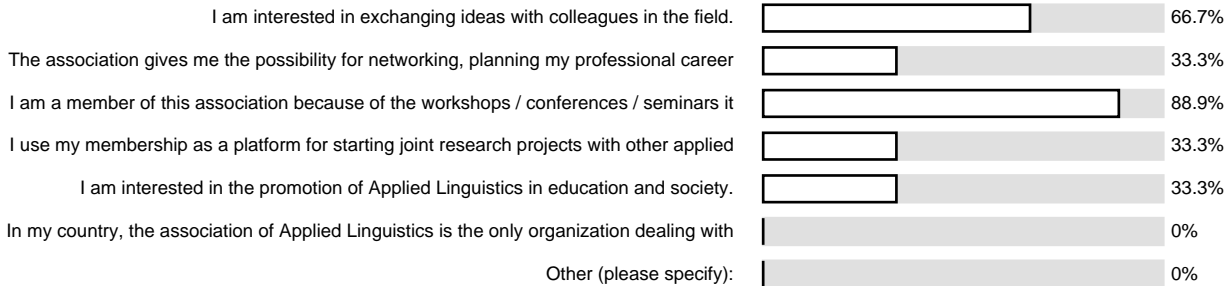 I am interested in exchanging ideas with colleagues in the field. 66.7%
The association gives me the possibility for networking, planning my professional career 33.3%
I am a member of this association because of the workshops / conferences / seminars it 88.9%
I use my membership as a platform for starting joint research projects with other applied 33.3%
I am interested in the promotion of Applied Linguistics in education and society. 33.3%
In my country, the association of Applied Linguistics is the only organization dealing with 0%
Other (please specify): 0%